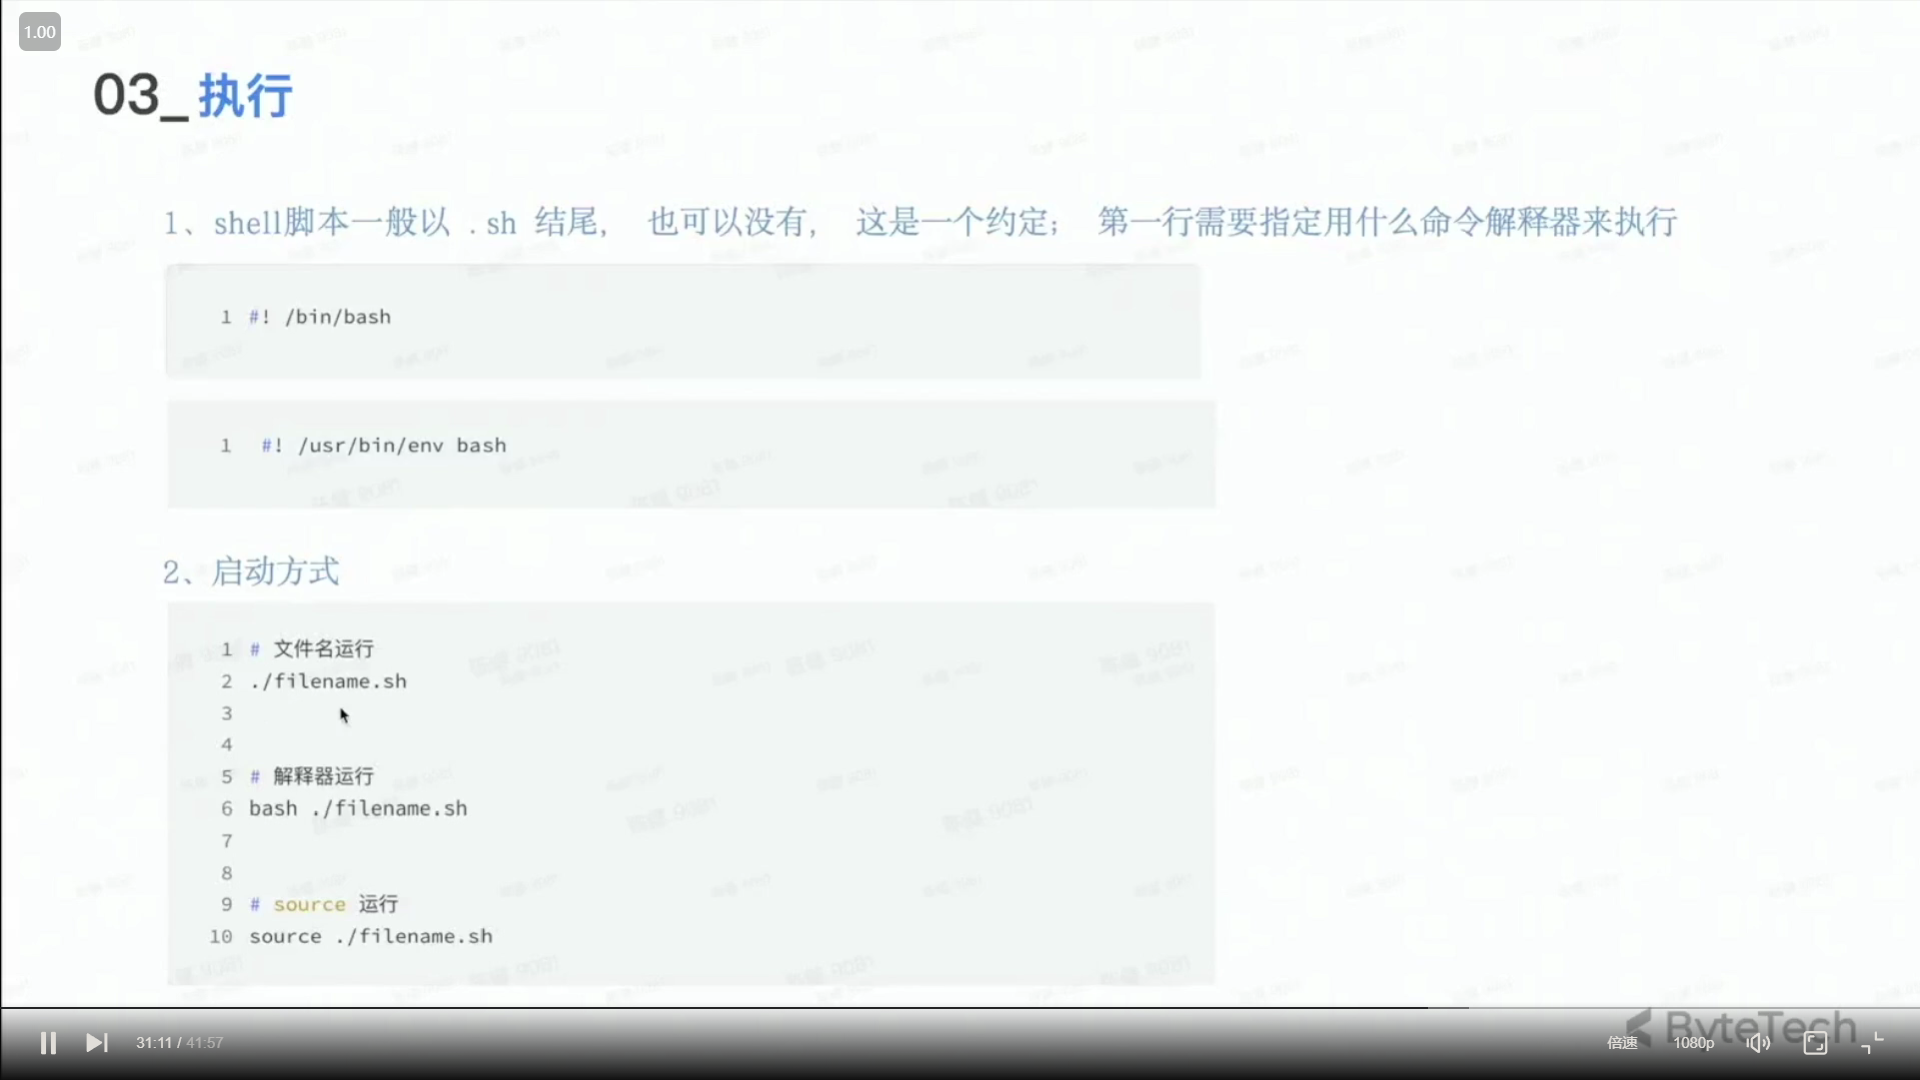 1.00
03_执行
1、shell脚本一般以 .sh 结尾， 也可以没有， 这是一个约定； 第一行需要指定用什么命令解释器来执行
1 #! /bin/bash
1 #! /usr/bin/env bash
2、启动方式
1 # 文件名运行
2 ./filename.sh
3
4
5 # 解释器运行
6 bash ./filename.sh
7
8
9 # source 运行
10 source ./filename.sh
ByteTech
31:11 / 41:57
倍速
1080p